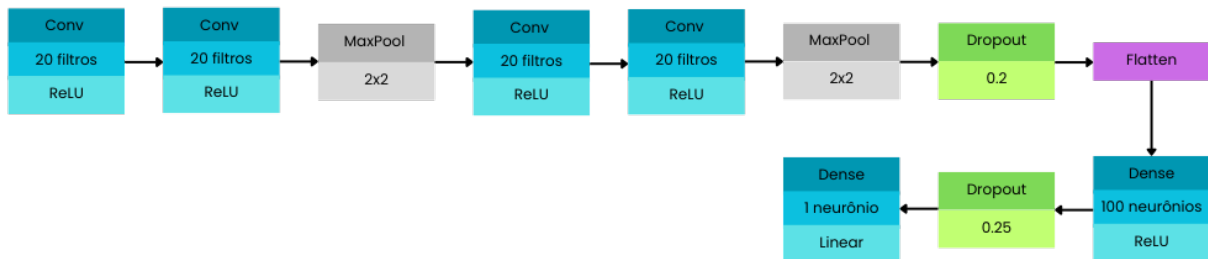 Conv
20 filtros
ReLU
Conv
20 filtros
ReLU
MaxPool
2x2
Conv
20 filtros
ReLU
Conv
20 filtros
ReLU
MaxPool
2x2
Dropout
0.2
Flatten
Dense
100 neurônios
ReLU
Dropout
0.25
Dense
1 neurônio
Linear